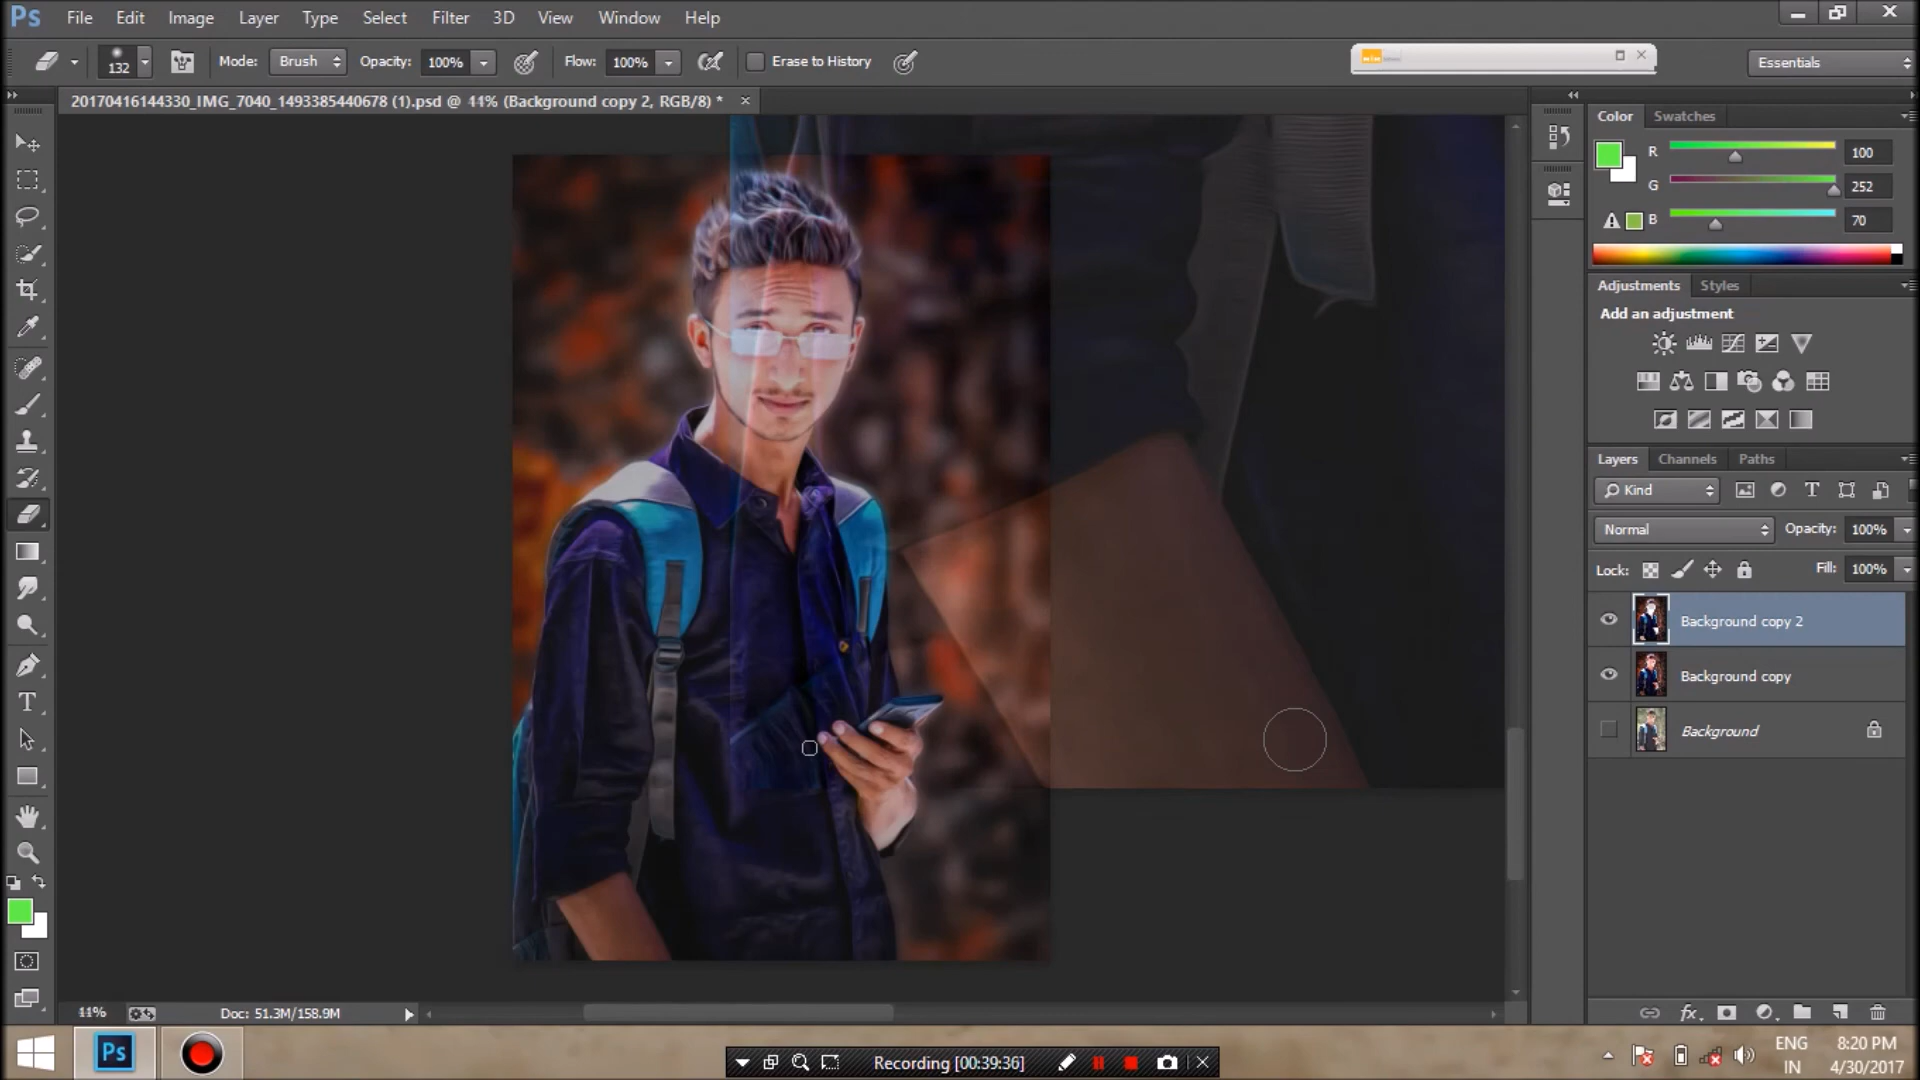 Ps File Edit Image Layer Type Select Filter 3D View Window Help
132 Mode: Brush Opacity: 100% Flow: 100% Erase to History Essentials
20170416144330_IMG_7040_1493385440678 (1).psd @ 44% (Background copy 2, RGB/8) *
Color Swatches
R 100
G 252
B 70
Adjustments Styles
Add an adjustment
Layers Channels Paths
Kind
Normal Opacity: 100%
Lock: Fill: 100%
Background copy 2
Background copy
Background
Doc: 51.3M/158.9M
Ps
Recording [00:39:36]
ENG 8:20 PM
IN 4/30/2017